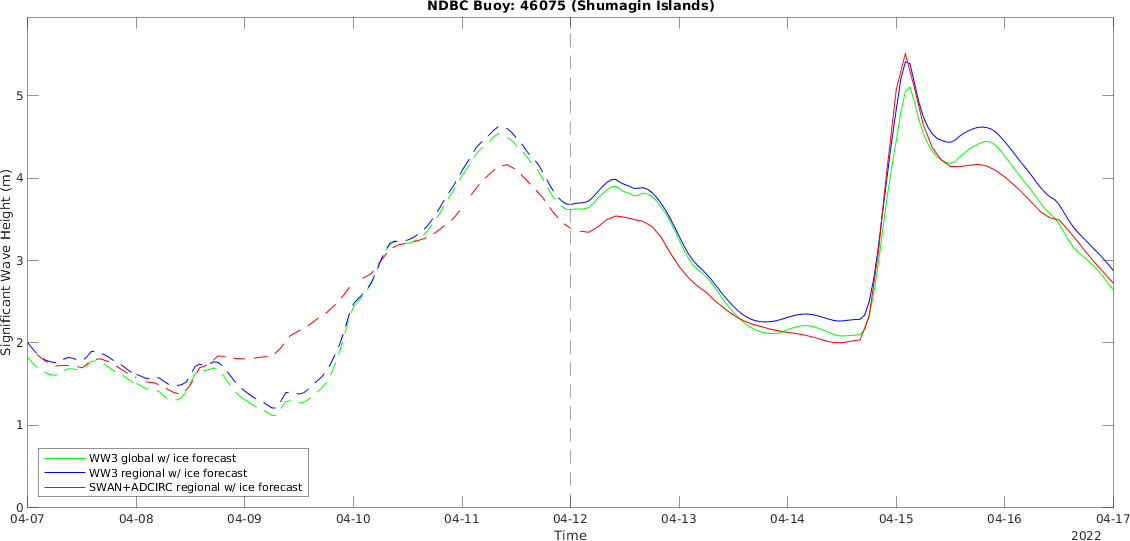 NDBC Buoy: 46075 (Shumagin Islands)
Significant Wave Height (m)
5
4
3
2
1
0
WW3 global w/ ice forecast
WW3 regional w/ ice forecast
SWAN+ADCIRC regional w/ ice forecast
04-07 04-08 04-09 04-10 04-11 04-12 04-13 04-14 04-15 04-16 04-17
Time
2022